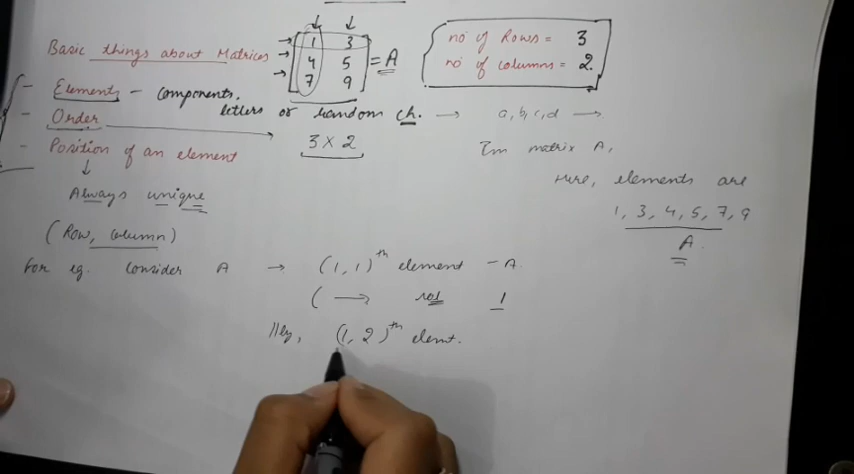 Basic things about Matrices
1 3
4 5
7 9
= A
no of Rows = 3
no of columns = 2.
- Elements - components,
letters or random ch. → a, b, c, d →
- Order → 3 × 2
- Position of an element
↓
Always unique
(Row, column)
In matrix A,
Here, elements are
1, 3, 4, 5, 7, 9
A.
For eg. Consider A → (1, 1)th element - A.
( → 1
lly, (1, 2)th elemt.